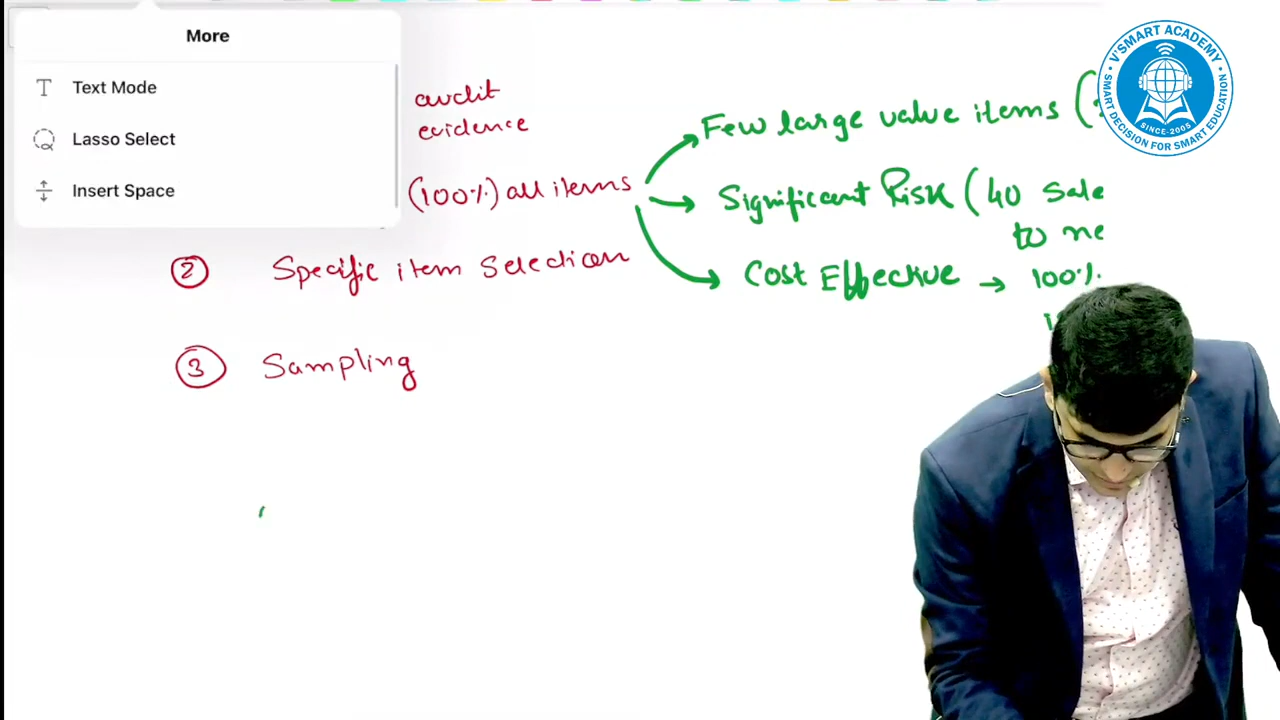 More
Text Mode
Lasso Select
Insert Space
audit
evidence
(100%) all items
Few large value items (
Significant Risk (40 Sale
to ne
Cost Effective → 100%
② Specific item Selection
③ Sampling
V'SMART ACADEMY
SINCE-2005
SMART DECISION FOR SMART EDUCATION